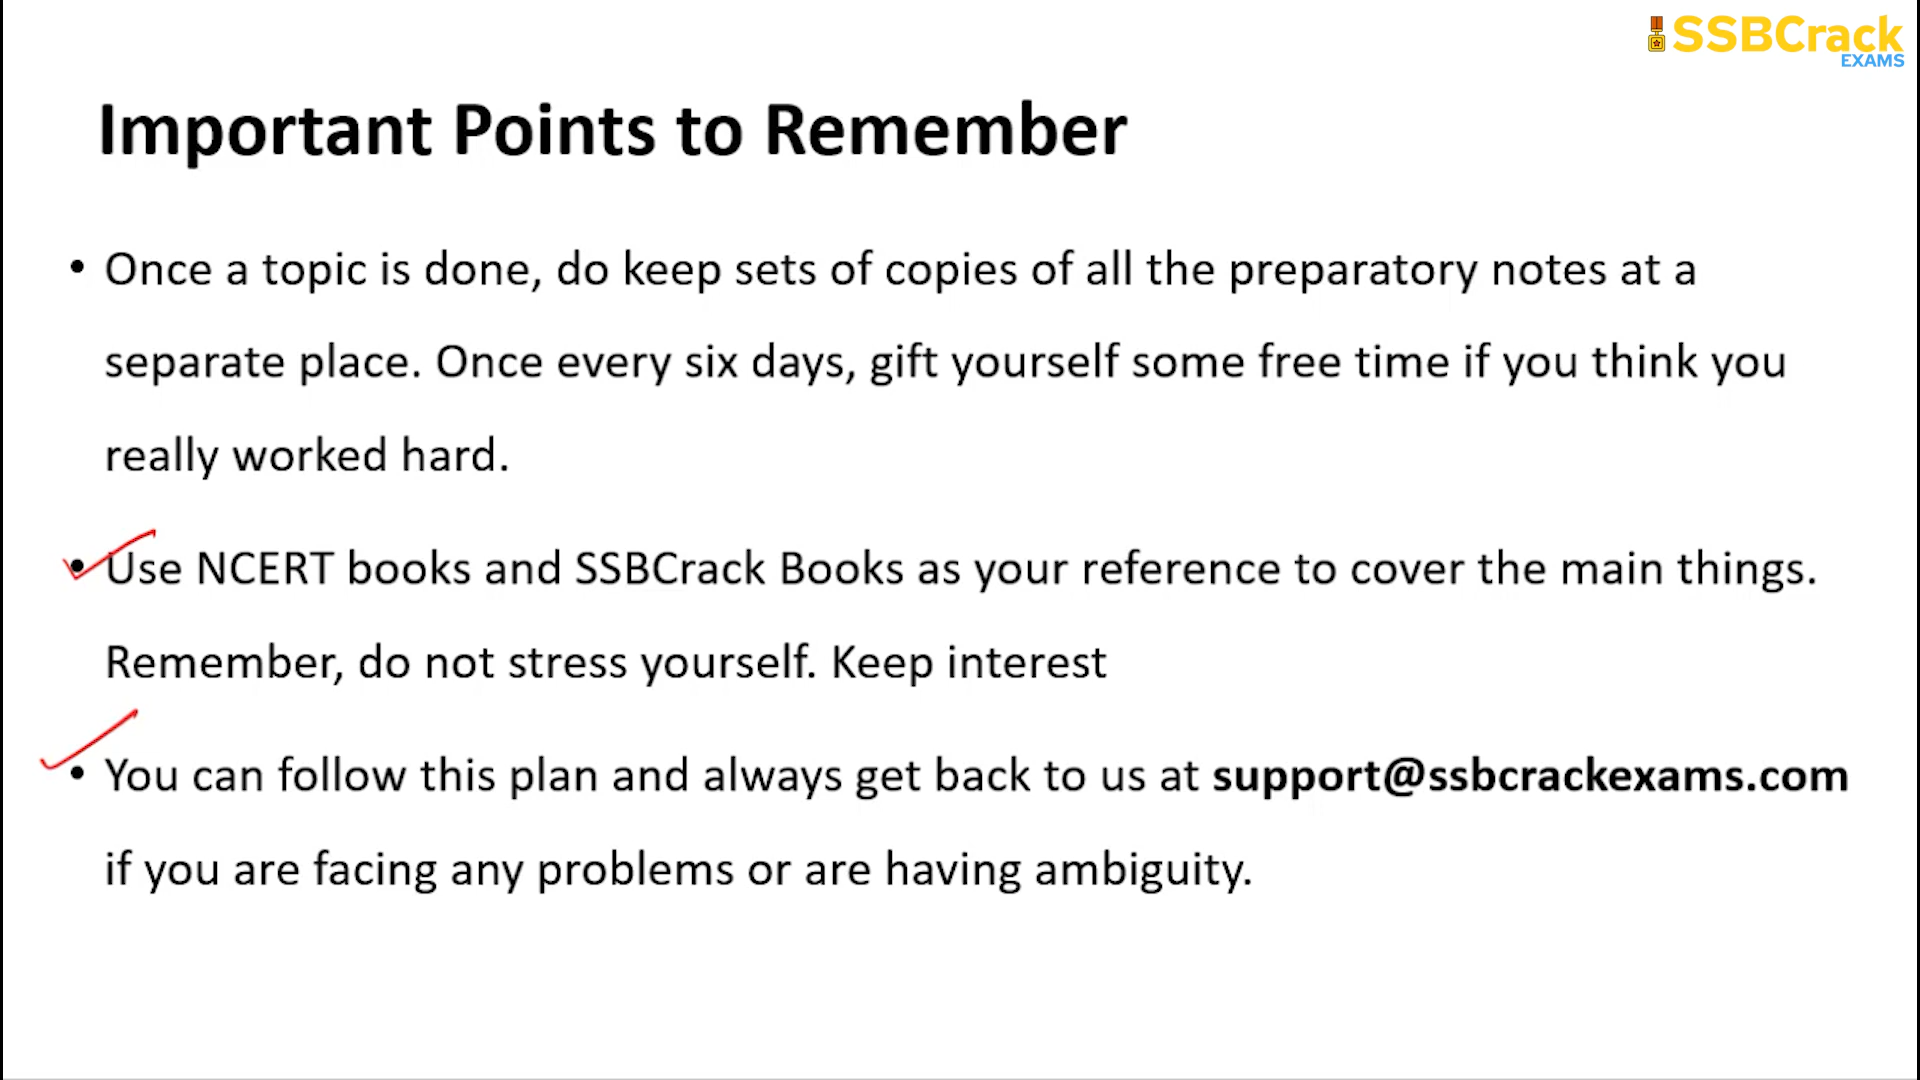 SSBCrack
EXAMS
Important Points to Remember
• Once a topic is done, do keep sets of copies of all the preparatory notes at a
separate place. Once every six days, gift yourself some free time if you think you
really worked hard.
• Use NCERT books and SSBCrack Books as your reference to cover the main things.
Remember, do not stress yourself. Keep interest
• You can follow this plan and always get back to us at support@ssbcrackexams.com
if you are facing any problems or are having ambiguity.